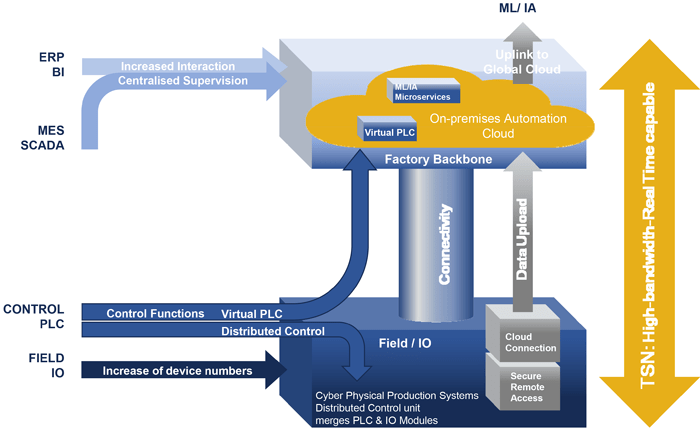 ML/ IA
Uplink to
Global Cloud
ERP
BI
Increased Interaction
Centralised Supervision
MES
SCADA
ML/IA
Microservices
On-premises Automation
Cloud
Virtual PLC
Factory Backbone
Connectivity
Data Upload
TSN: High-bandwidth-Real Time capable
CONTROL
PLC
Control Functions Virtual PLC
Distributed Control
FIELD
IO
Increase of device numbers
Field / IO
Cloud
Connection
Secure
Remote
Access
Cyber Physical Production Systems
Distributed Control unit
merges PLC & IO Modules